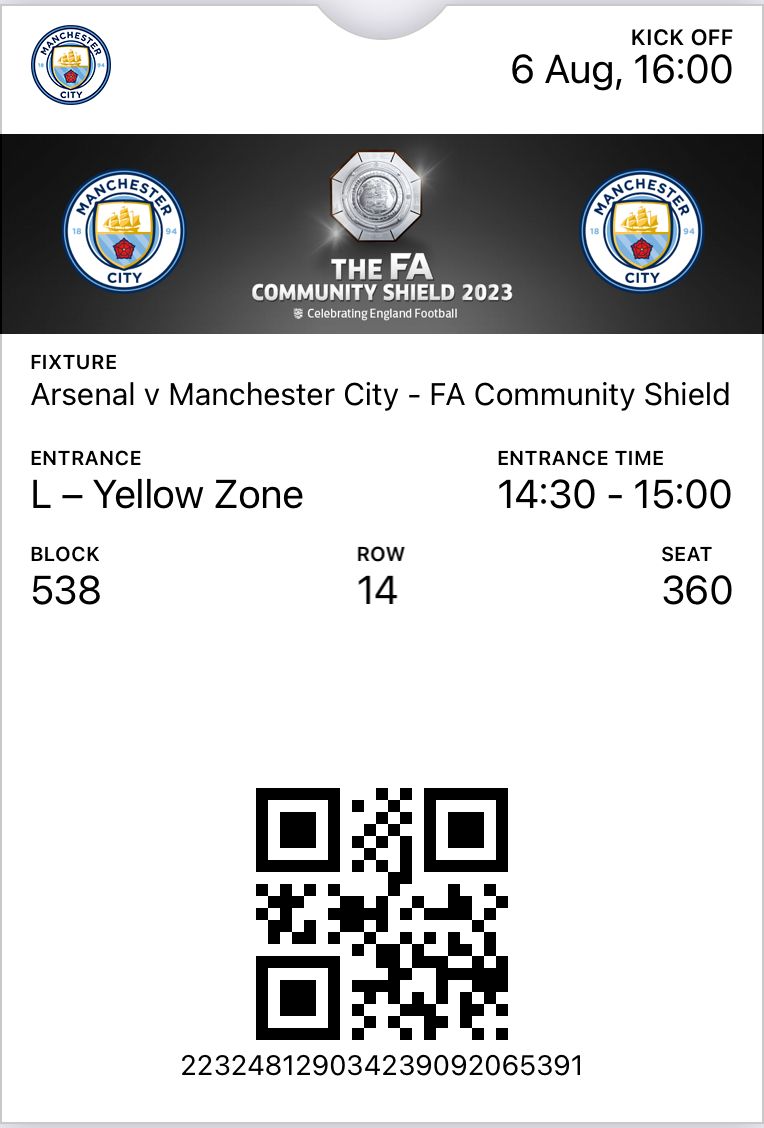 MANCHESTER
18 94
CITY
KICK OFF
6 Aug, 16:00
MANCHESTER
18 94
CITY
THE FA
COMMUNITY SHIELD 2023
Celebrating England Football
MANCHESTER
18 94
CITY
FIXTURE
Arsenal v Manchester City - FA Community Shield
ENTRANCE
L – Yellow Zone
ENTRANCE TIME
14:30 - 15:00
BLOCK
538
ROW
14
SEAT
360
223248129034239092065391